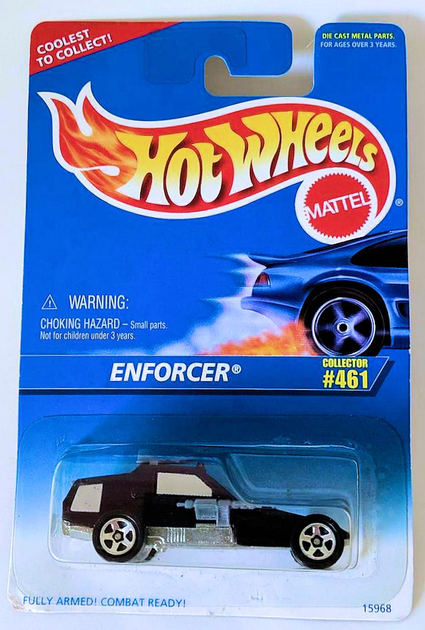 COOLEST
TO COLLECT!
DIE CAST METAL PARTS.
FOR AGES OVER 3 YEARS.
HOT WHEELS
MATTEL
®
⚠ WARNING:
CHOKING HAZARD – Small parts.
Not for children under 3 years.
ENFORCER®
COLLECTOR
#461
FULLY ARMED! COMBAT READY!
15968